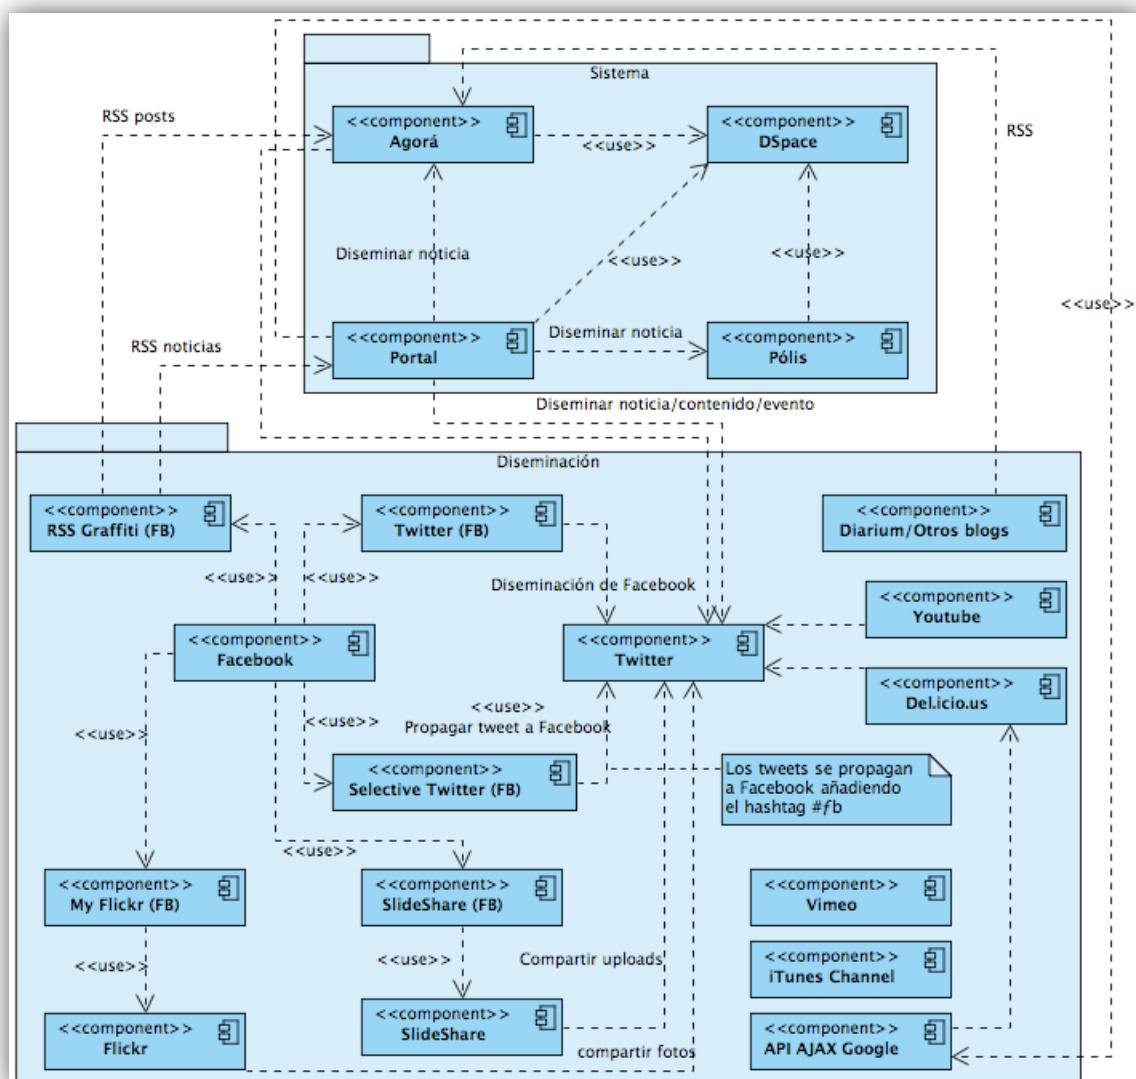 Sistema
RSS posts
<<component>>
Agorá
<<use>>
<<component>>
DSpace
RSS
Diseminar noticia
<<use>>
<<use>>
<<use>>
RSS noticias
<<component>>
Portal
Diseminar noticia
<<component>>
Pólis
Diseminar noticia/contenido/evento
Diseminación
<<component>>
RSS Graffiti (FB)
<<component>>
Twitter (FB)
<<component>>
Diarium/Otros blogs
<<use>>
<<use>>
Diseminación de Facebook
<<component>>
Youtube
<<component>>
Facebook
<<component>>
Twitter
<<component>>
Del.icio.us
<<use>>
<<use>>
<<use>>
Propagar tweet a Facebook
<<component>>
Selective Twitter (FB)
Los tweets se propagan
a Facebook añadiendo
el hashtag #fb
<<use>>
<<component>>
My Flickr (FB)
<<component>>
SlideShare (FB)
<<component>>
Vimeo
<<use>>
<<use>>
Compartir uploads
<<component>>
iTunes Channel
<<component>>
Flickr
<<component>>
SlideShare
compartir fotos
<<component>>
API AJAX Google